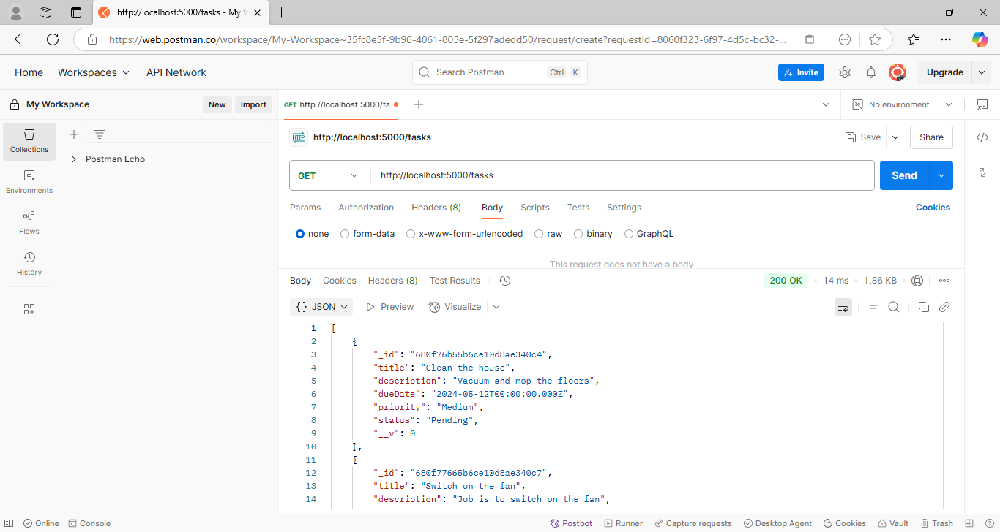 http://localhost:5000/tasks - My W
https://web.postman.co/workspace/My-Workspace~35fc8e5f-9b96-4061-805e-5f297adedd50/request/create?requestId=8060f323-6f97-4d5c-bc32-...
Home Workspaces API Network Search Postman Ctrl K Invite Upgrade
My Workspace New Import GET http://localhost:5000/ta No environment
Collections
Postman Echo
Environments
Flows
History
HTTP http://localhost:5000/tasks Save Share
GET http://localhost:5000/tasks Send
Params Authorization Headers (8) Body Scripts Tests Settings Cookies
none form-data x-www-form-urlencoded raw binary GraphQL
This request does not have a body
Body Cookies Headers (8) Test Results 200 OK 14 ms 1.86 KB
{} JSON Preview Visualize
1 [
2 {
3 "_id": "680f76b55b6ce10d8ae340c4",
4 "title": "Clean the house",
5 "description": "Vacuum and mop the floors",
6 "dueDate": "2024-05-12T00:00:00.000Z",
7 "priority": "Medium",
8 "status": "Pending",
9 "__v": 0
10 },
11 {
12 "_id": "680f77665b6ce10d8ae340c7",
13 "title": "Switch on the fan",
14 "description": "Job is to switch on the fan",
Online Console Postbot Runner Capture requests Desktop Agent Cookies Vault Trash